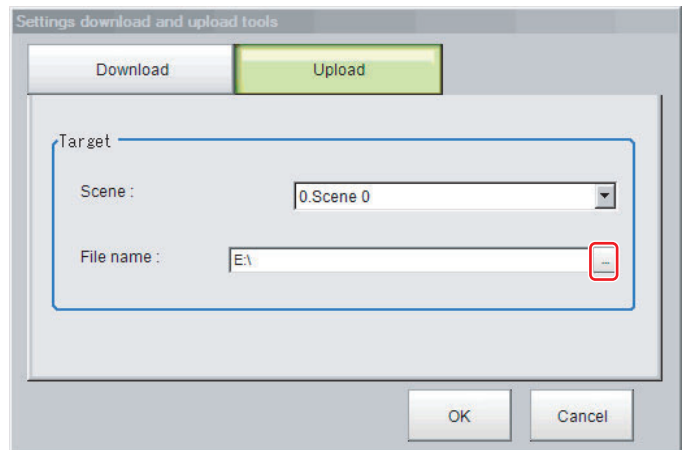 Settings download and upload tools
Download Upload
Target
Scene : 0.Scene 0
File name : E:\ ...
OK Cancel